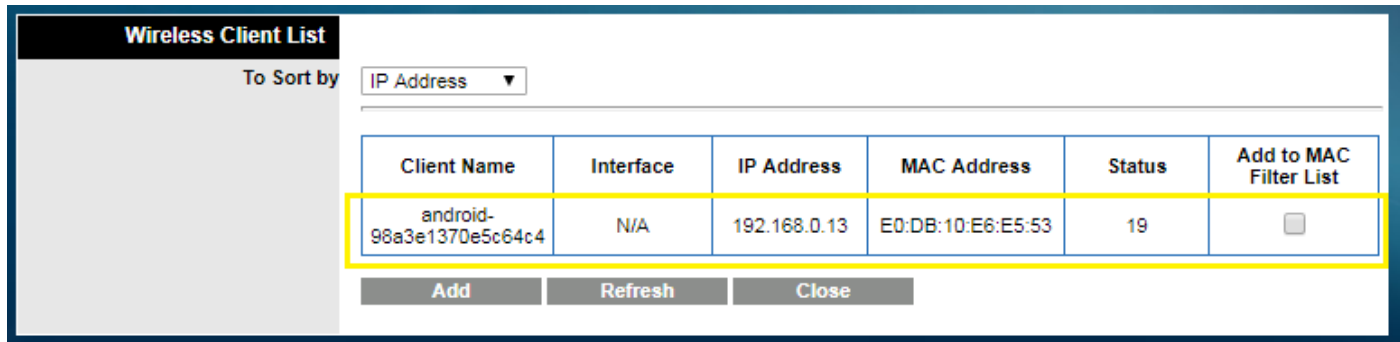 Wireless Client List
To Sort by IP Address ▼
Client Name Interface IP Address MAC Address Status Add to MAC
Filter List
android-
98a3e1370e5c64c4 N/A 192.168.0.13 E0:DB:10:E6:E5:53 19
Add Refresh Close